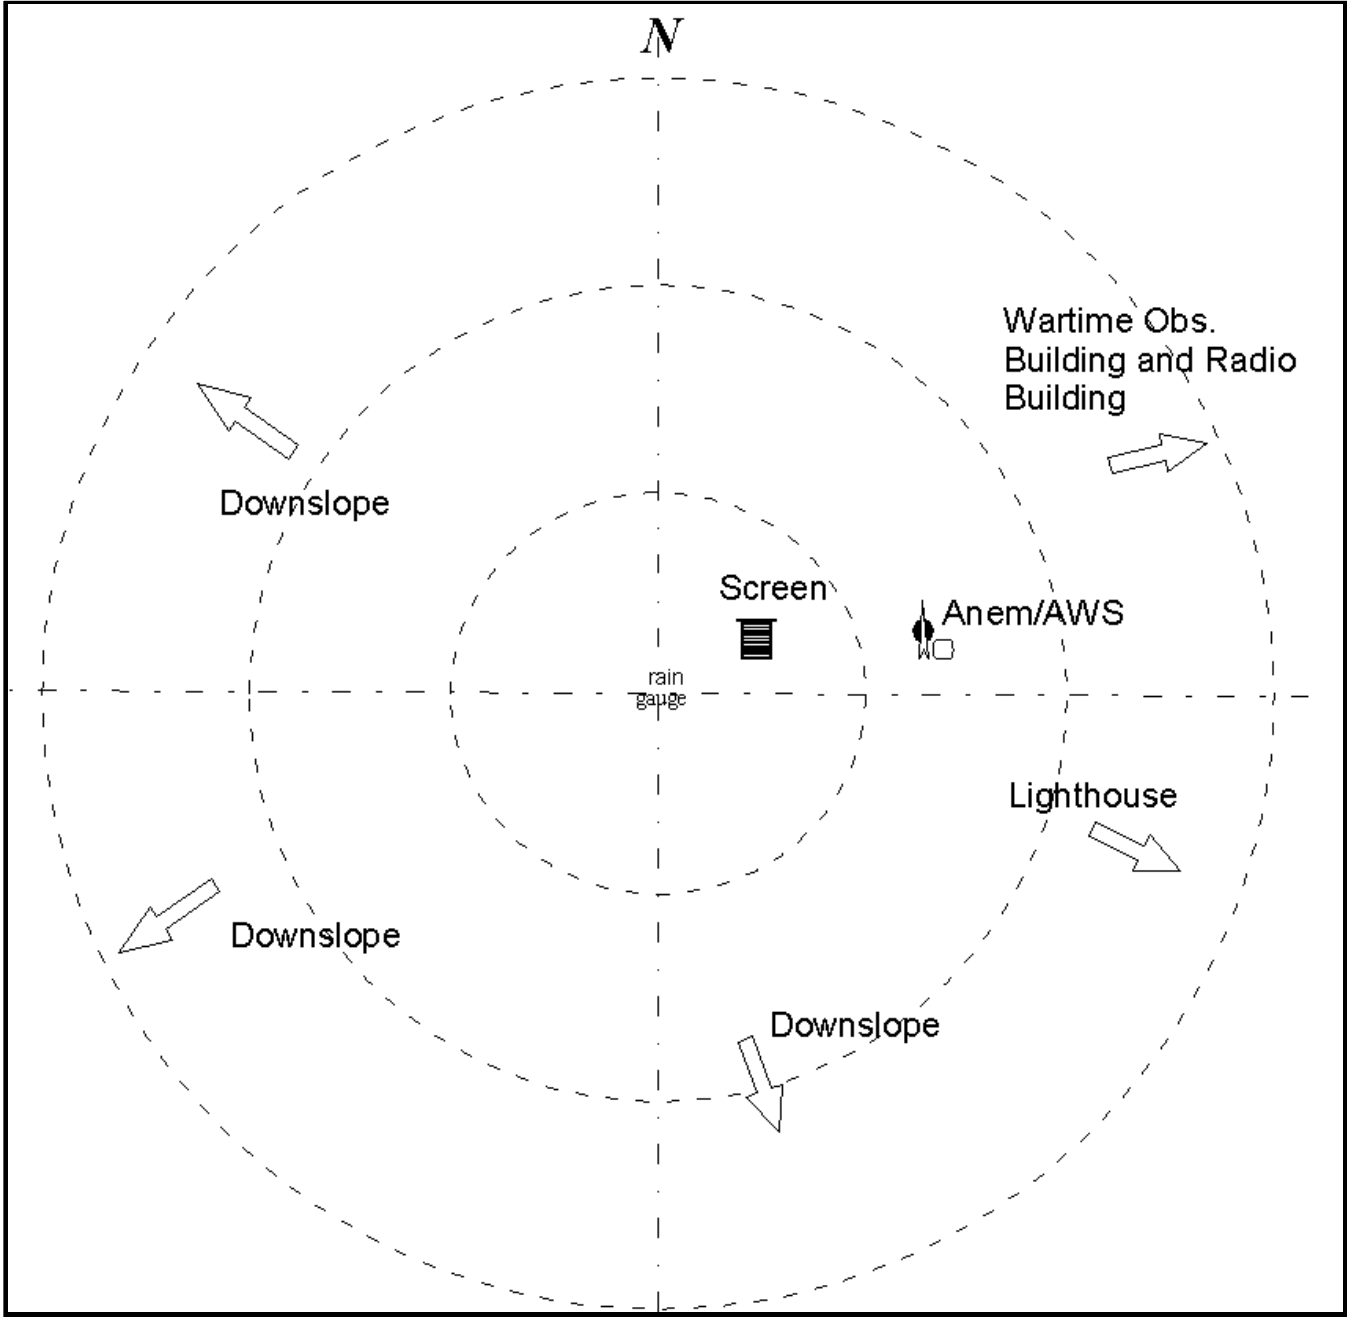 N
Wartime Obs.
Building and Radio
Building
Downslope
Screen
Anem/AWS
rain
gauge
Lighthouse
Downslope
Downslope